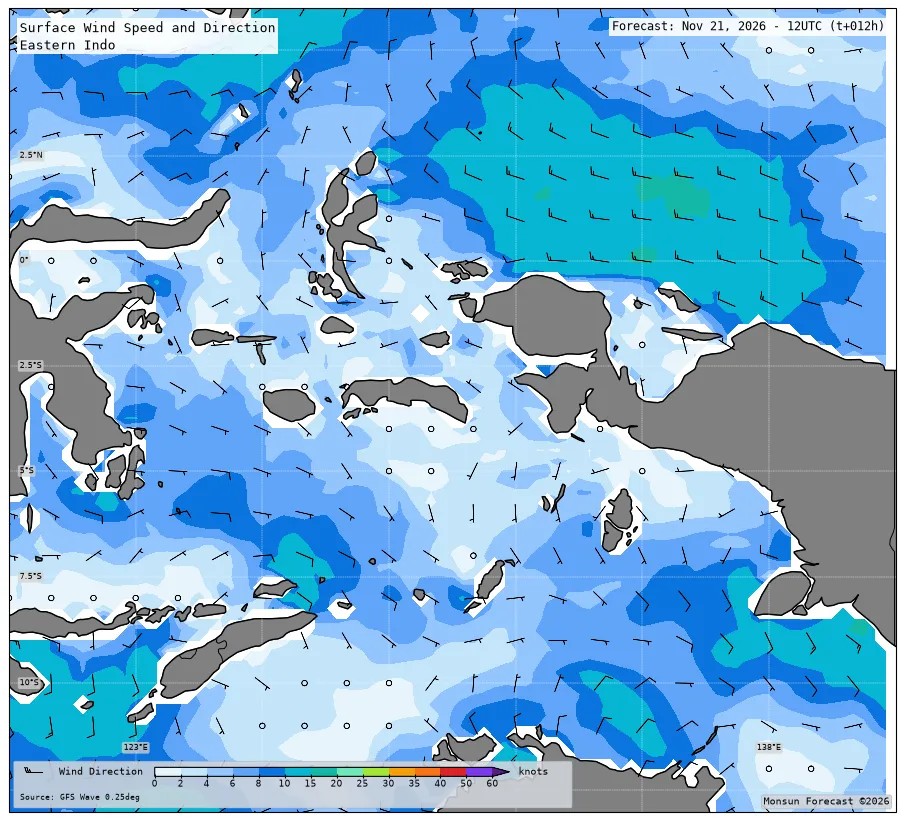 Surface Wind Speed and Direction
Eastern Indo
Forecast: Nov 21, 2026 - 12UTC (t+012h)
2.5°N
0°
2.5°S
5°S
7.5°S
10°S
123°E
138°E
Wind Direction
knots
0 2 4 6 8 10 15 20 25 30 35 40 50 60
Source: GFS Wave 0.25deg
Monsun Forecast ©2026